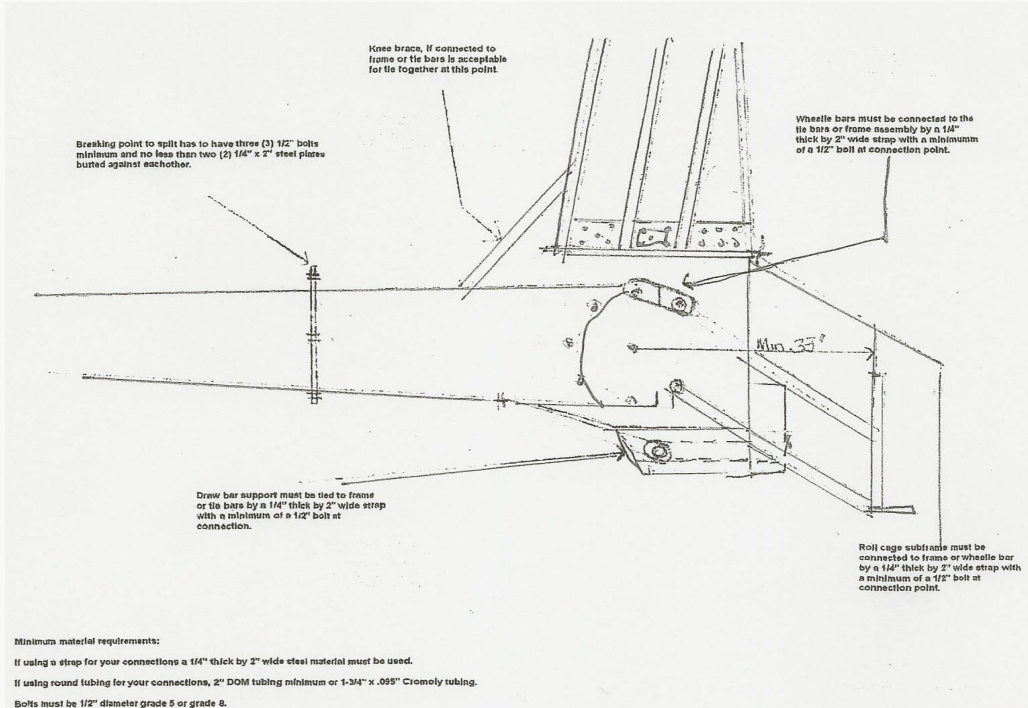 Knee brace, if connected to
frame or tie bars is acceptable
for tie together at this point.
Wheelie bars must be connected to the
tie bars or frame assembly by a 1/4"
thick by 2" wide strap with a minimumm
of a 1/2" bolt at connection point.
Breaking point to split has to have three (3) 1/2" bolts
minimum and no less than two (2) 1/4" x 2" steel plates
butted against eachother.
Min. 35"
Draw bar support must be tied to frame
or tie bars by a 1/4" thick by 2" wide strap
with a minimum of a 1/2" bolt at
connection.
Roll cage subframe must be
connected to frame or wheelie bar
by a 1/4" thick by 2" wide strap with
a minimum of a 1/2" bolt at
connection point.
Minimum material requirements:
If using a strap for your connections a 1/4" thick by 2" wide steel material must be used.
If using round tubing for your connections, 2" DOM tubing minimum or 1-3/4" x .095" Cromoly tubing.
Bolts must be 1/2" diameter grade 5 or grade 8.